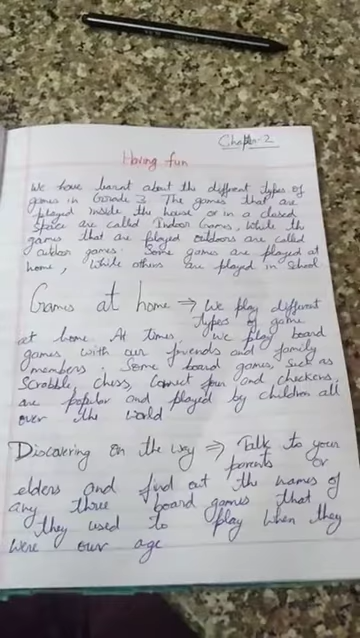 Chapter-2
Having fun
We have learnt about the different types of
games in Grade 3. The games that are
played inside the house or in a closed
space are called Indoor Games, while the
games that are played outdoors are called
outdoor games. Some games are played at
home, while others are played in School
Games at home ⇒ We play different
types of game
at home. At times, we play board
games, with our friends and family
members. Some board games, such as
Scrabble, chess, Connect four and checkers,
are popular and played by children all
over the world
Discovering on the way ⇒ Talk to your
parents or
elders and find out the names of
any three board games that
they used to play when they
were our age